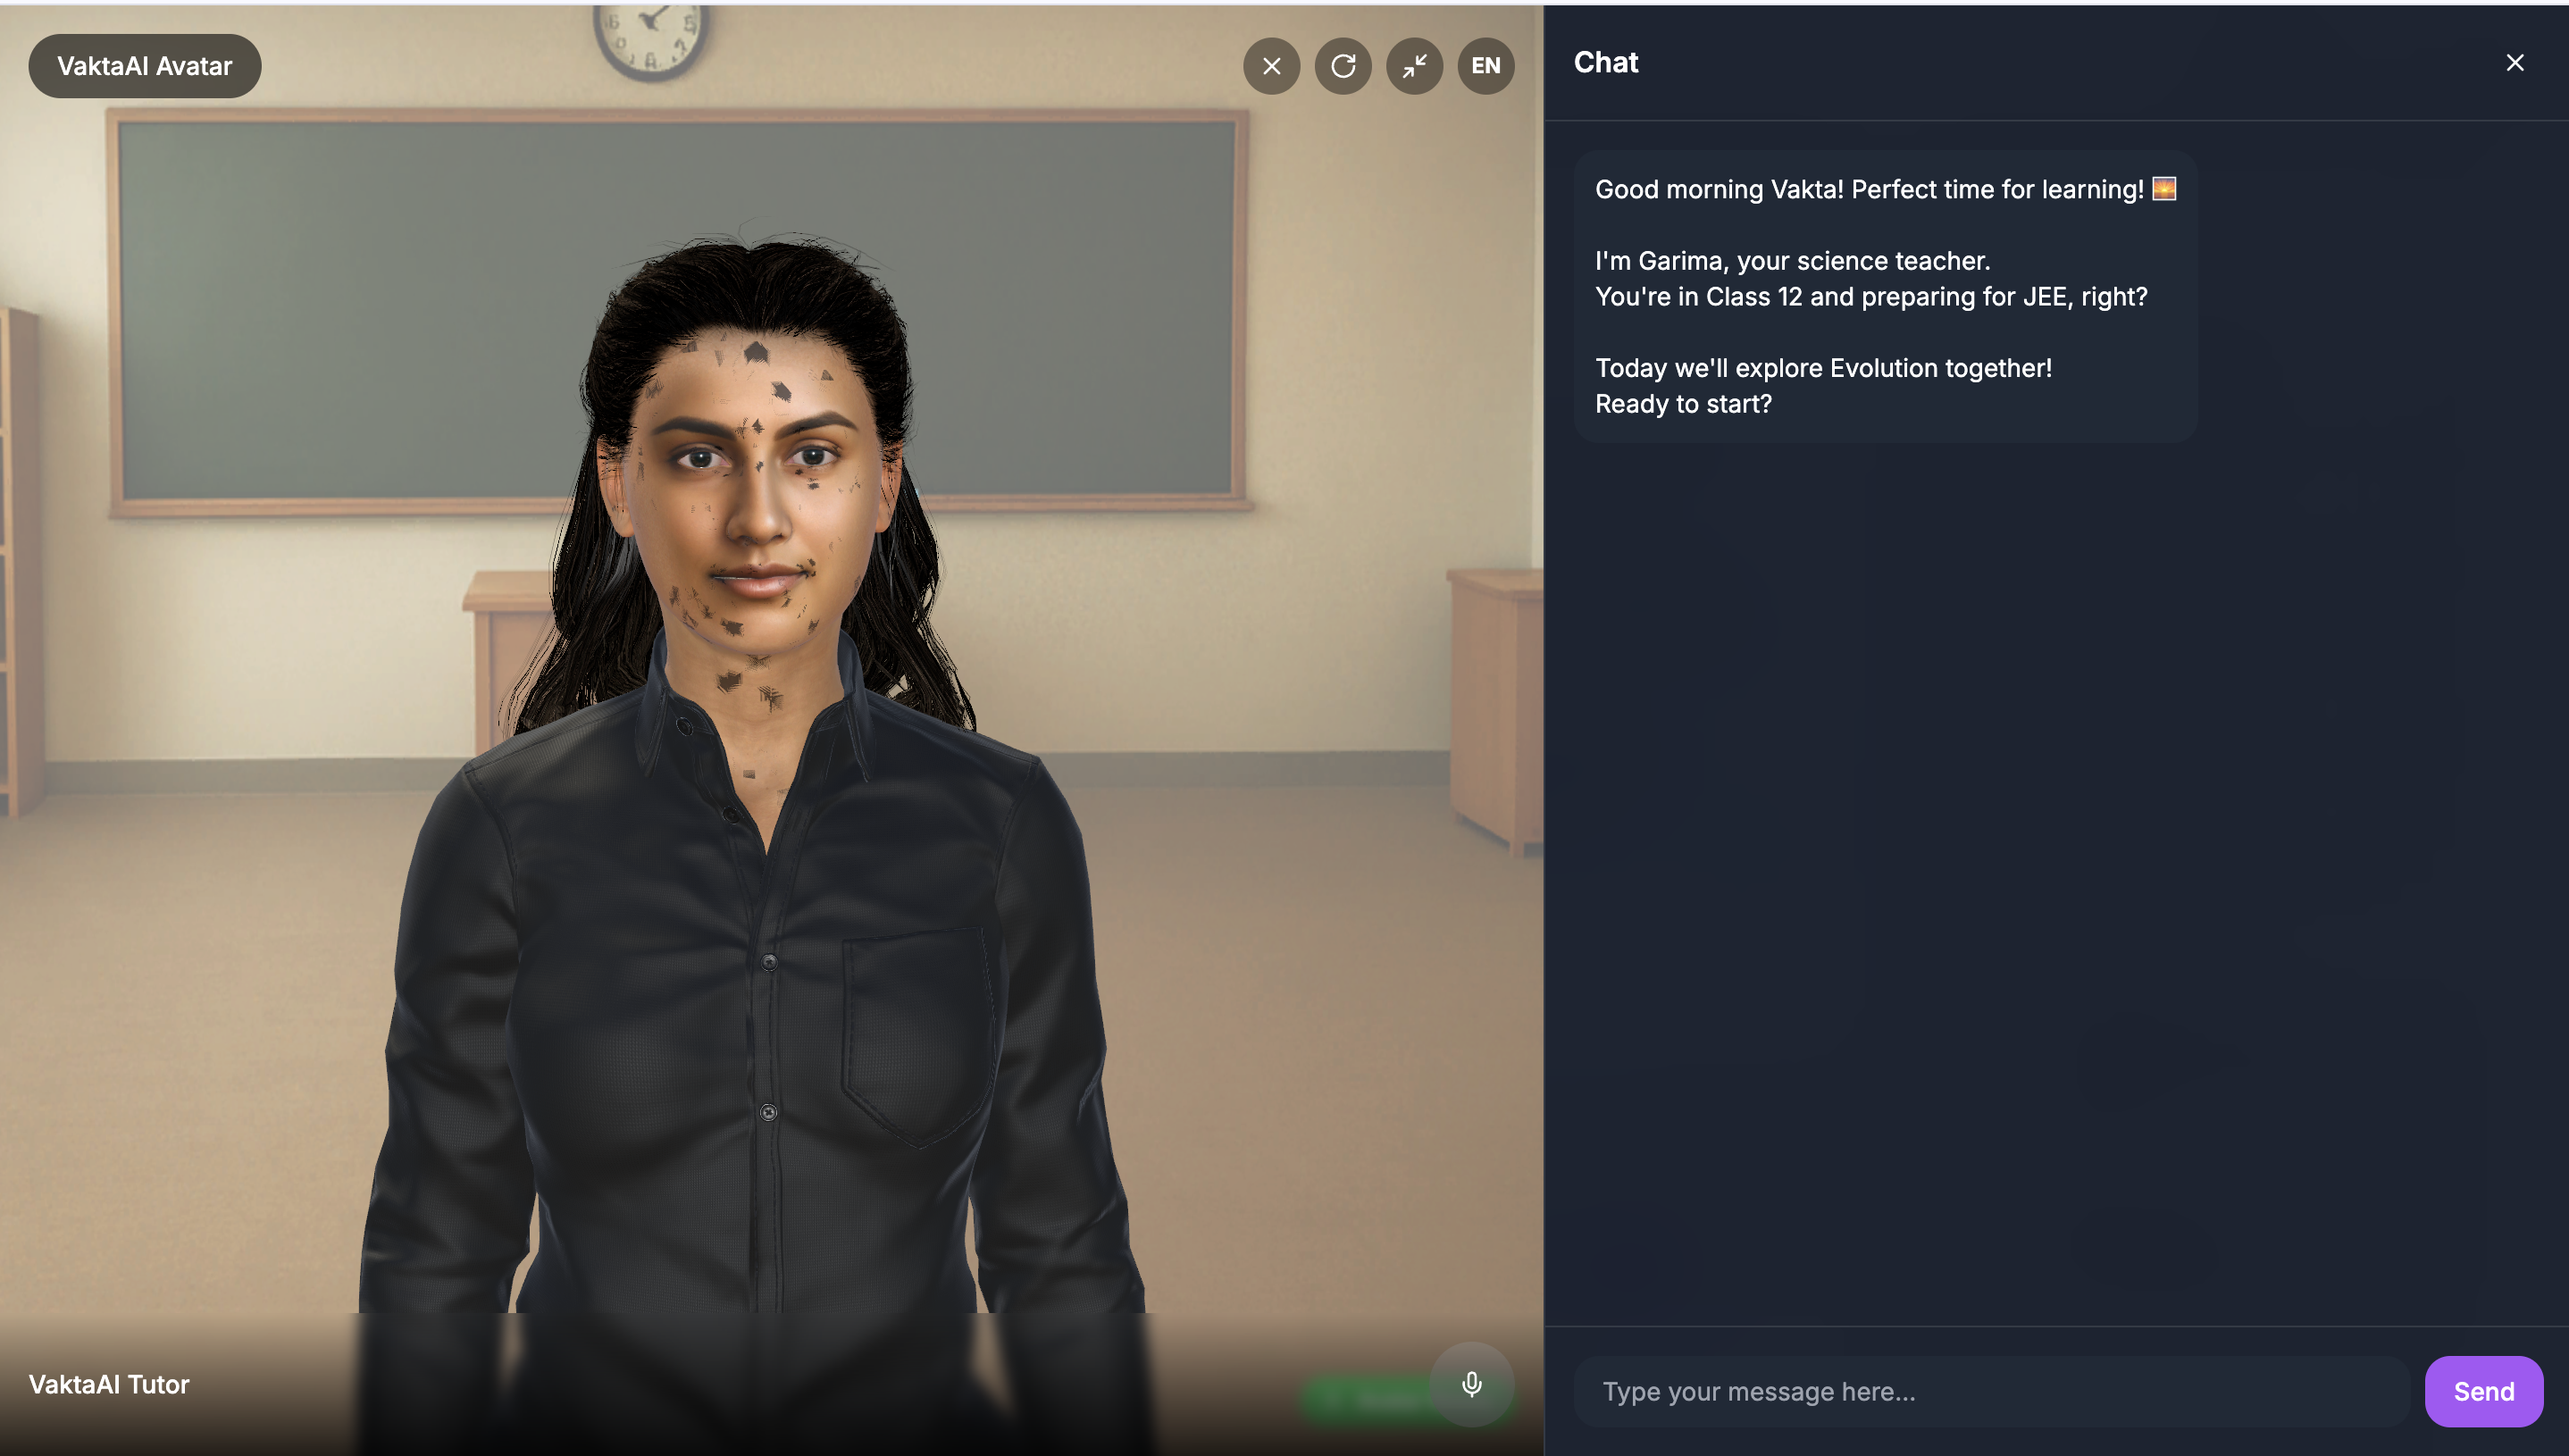 VaktaAI Avatar
EN
Chat
Good morning Vakta! Perfect time for learning! 🌅
I'm Garima, your science teacher.
You're in Class 12 and preparing for JEE, right?
Today we'll explore Evolution together!
Ready to start?
VaktaAI Tutor
Type your message here...
Send